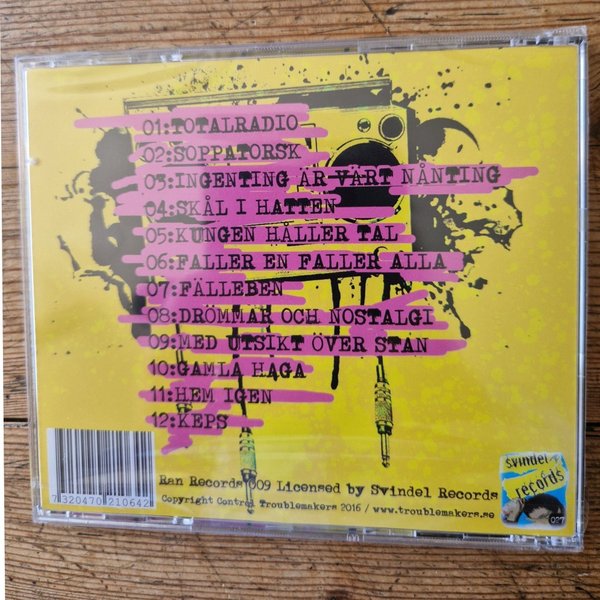 01:TOTALRADIO
02:SOPPATORSK
03:INGENTING ÄR VÄRT NÅNTING
04:SKÅL I HATTEN
05:KUNGEN HÅLLER TAL
06:FALLER EN FALLER ALLA
07:FÄLLEBEN
08:DRÖMMAR OCH NOSTALGI
09:MED UTSIKT ÖVER STAN
10:GAMLA HAGA
11:HEM IGEN
12:KEPS
7 320470 210642
Ran Records 009 Licensed by Svindel Records
Copyright Control Troublemakers 2016 / www.troublemakers.se
svindel
records
027